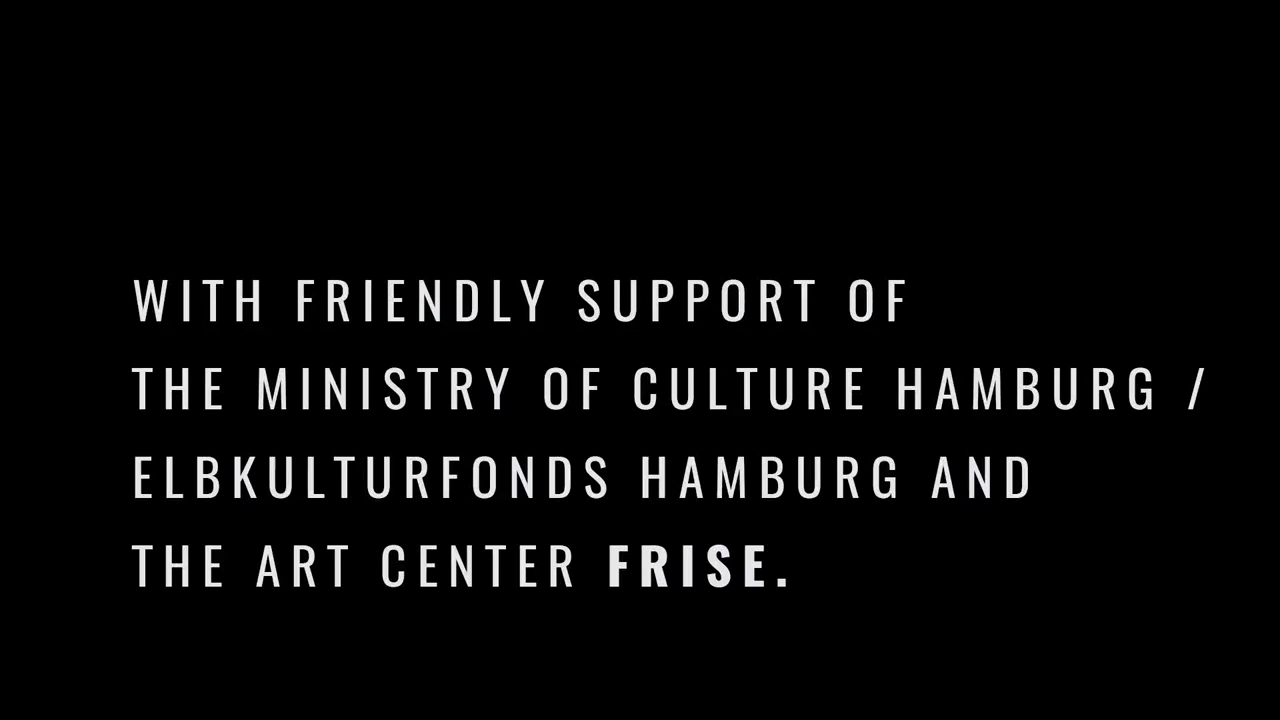 WITH FRIENDLY SUPPORT OF
THE MINISTRY OF CULTURE HAMBURG /
ELBKULTURFONDS HAMBURG AND
THE ART CENTER FRISE.